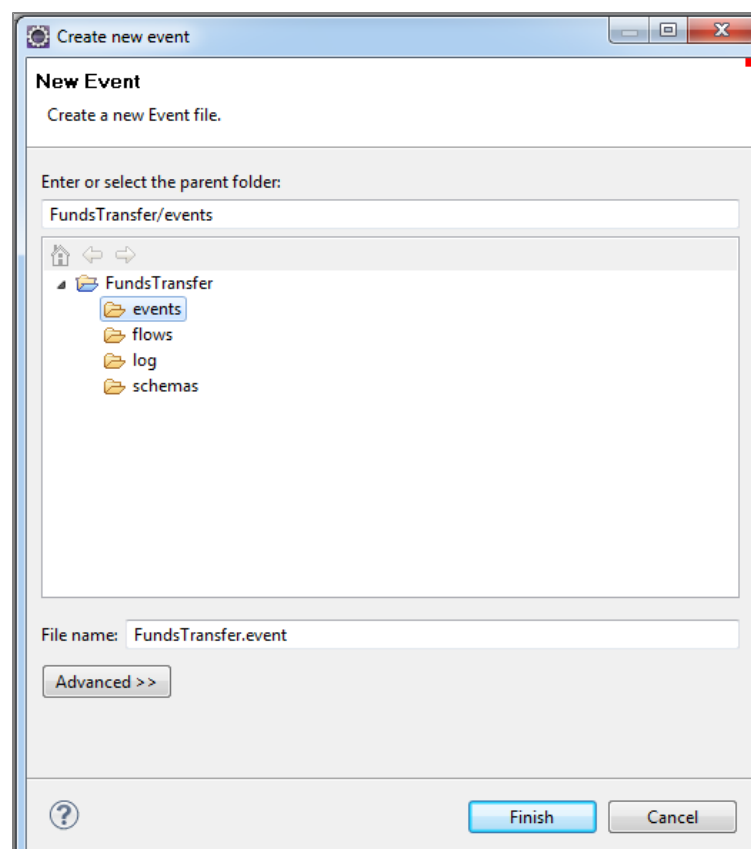 Create new event
New Event
Create a new Event file.
Enter or select the parent folder:
FundsTransfer/events
FundsTransfer
events
flows
log
schemas
File name: FundsTransfer.event
Advanced >>
Finish Cancel